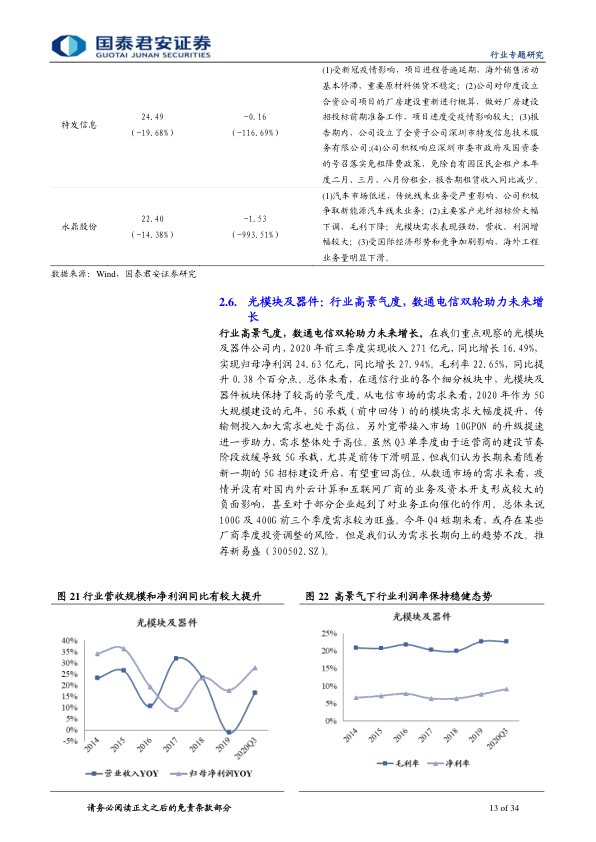 国泰君安证券
GUOTAI JUNAN SECURITIES
行业专题研究
特发信息
24.49
(-19.68%)
-0.16
(-116.69%)
(1)受新冠疫情影响，项目进程普遍延期，海外销售活动
基本停滞，重要原材料供货不稳定；(2)公司对印度设立
合资公司项目的厂房建设重新进行概算，做好厂房建设
招投标前期准备工作，项目进度受疫情影响较大；(3)报
告期内，公司设立了全资子公司深圳市特发信息技术服
务有限公司;(4)公司积极响应深圳市委市政府及国资委
的号召落实免租降费政策，免除自有园区民企租户本年
度二月、三月、八月份租金，报告期租赁收入同比减少。
永鼎股份
22.40
(-14.38%)
-1.53
(-993.51%)
(1)汽车市场低迷，传统线束业务受严重影响，公司积极
争取新能源汽车线束业务；(2)主要客户光纤招标价大幅
下调，毛利下降；光模块需求表现强劲，营收、利润增
幅较大；(3)受国际经济形势和竞争加剧影响，海外工程
业务量明显下滑。
数据来源：Wind，国泰君安证券研究
2.6. 光模块及器件：行业高景气度，数通电信双轮助力未来增
长
行业高景气度，数通电信双轮助力未来增长。在我们重点观察的光模块
及器件公司内，2020 年前三季度实现收入 271 亿元，同比增长 16.49%，
实现归母净利润 24.63 亿元，同比增长 27.94%。毛利率 22.65%，同比提
升 0.38 个百分点。总体来看，在通信行业的各个细分板块中，光模块及
器件板块保持了较高的景气度。从电信市场的需求来看，2020 年作为 5G
大规模建设的元年，5G 承载（前中回传）的的模块需求大幅度提升，传
输侧投入加大需求也处于高位，另外宽带接入市场 10GPON 的升级提速
进一步助力，需求整体处于高位。虽然 Q3 单季度由于运营商的建设节奏
阶段放缓导致 5G 承载，尤其是前传下滑明显，但我们认为长期来看随着
新一期的 5G 招标建设开启，有望重回高位。从数通市场的需求来看，疫
情并没有对国内外云计算和互联网厂商的业务及资本开支形成较大的
负面影响，甚至对于部分企业起到了对业务正向催化的作用。总体来说
100G 及 400G 前三个季度需求较为旺盛。今年 Q4 短期来看，或存在某些
厂商季度投资调整的风险，但是我们认为需求长期向上的趋势不改。推
荐新易盛（300502.SZ）。
图 21 行业营收规模和净利润同比有较大提升
图 22 高景气下行业利润率保持稳健态势
光模块及器件
40%
35%
30%
25%
20%
15%
10%
5%
0%
-5%
2014
2015
2016
2017
2018
2019
2020Q3
营业收入YOY
归母净利润YOY
光模块及器件
25%
20%
15%
10%
5%
0%
2014
2015
2016
2017
2018
2019
2020Q3
毛利率
净利率
请务必阅读正文之后的免责条款部分
13 of 34